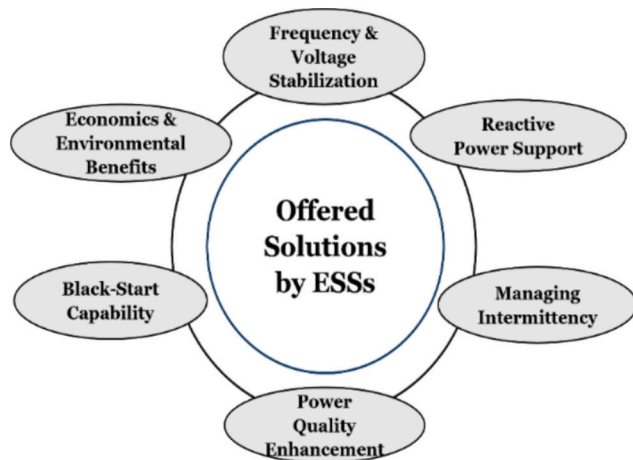 Frequency &
Voltage
Stabilization
Economics &
Environmental
Benefits
Reactive
Power Support
Offered
Solutions
by ESSs
Black-Start
Capability
Managing
Intermittency
Power
Quality
Enhancement